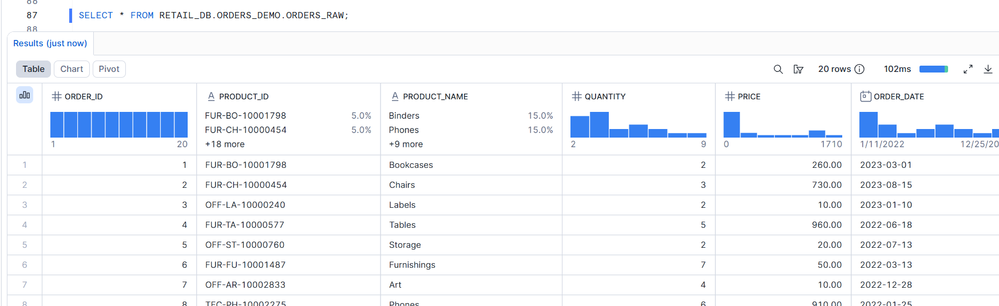 86
87 SELECT * FROM RETAIL_DB.ORDERS_DEMO.ORDERS_RAW;
88
Results (just now)
Table Chart Pivot 20 rows 102ms
ORDER_ID PRODUCT_ID PRODUCT_NAME QUANTITY PRICE ORDER_DATE
FUR-BO-10001798 5.0% Binders 15.0%
FUR-CH-10000454 5.0% Phones 15.0%
1 20 +18 more +9 more 2 9 0 1710 1/11/2022 12/25/20
1 1 FUR-BO-10001798 Bookcases 2 260.00 2023-03-01
2 2 FUR-CH-10000454 Chairs 3 730.00 2023-08-15
3 3 OFF-LA-10000240 Labels 2 10.00 2023-01-10
4 4 FUR-TA-10000577 Tables 5 960.00 2022-06-18
5 5 OFF-ST-10000760 Storage 2 20.00 2022-07-13
6 6 FUR-FU-10001487 Furnishings 7 50.00 2022-03-13
7 7 OFF-AR-10002833 Art 4 10.00 2022-12-28
8 8 TEC-PH-10002275 Phones 6 910.00 2022-01-25